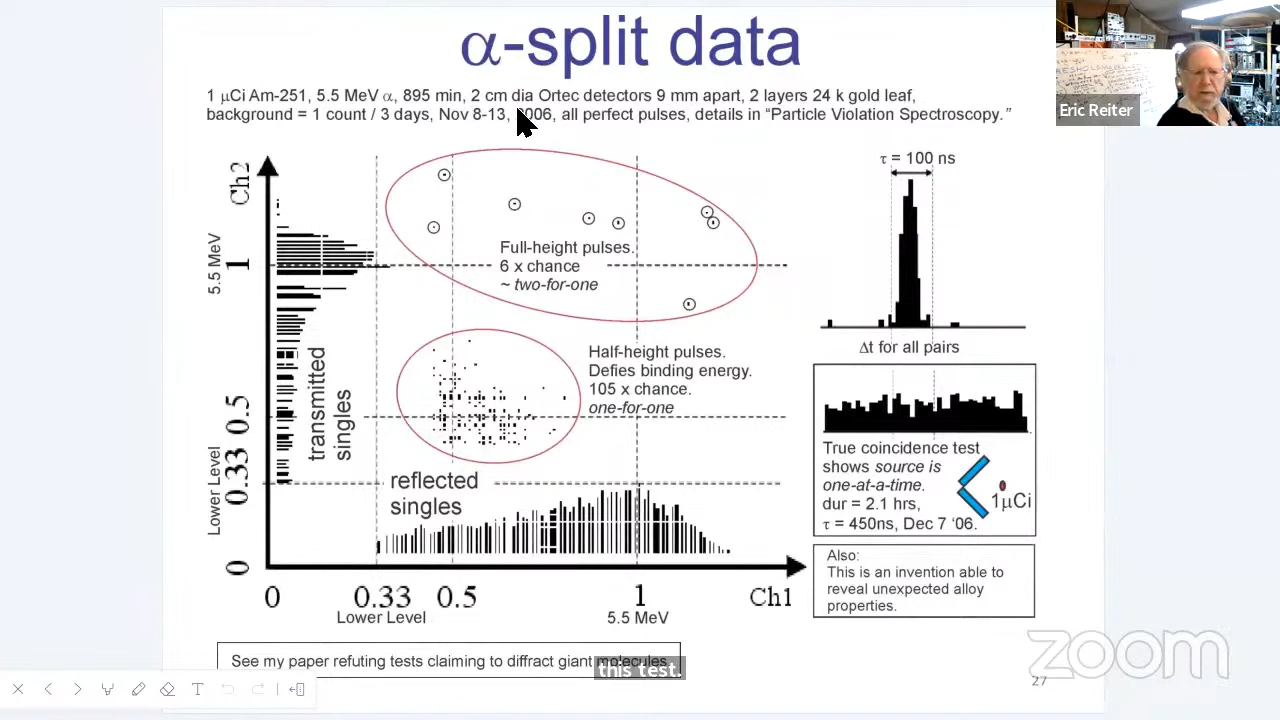 α-split data
1 μCi Am-251, 5.5 MeV α, 895 min, 2 cm dia Ortec detectors 9 mm apart, 2 layers 24 k gold leaf,
background = 1 count / 3 days, Nov 8-13, 2006, all perfect pulses, details in “Particle Violation Spectroscopy.”
Eric Reiter
Ch2
5.5 MeV
1
0.5
0.33
Lower Level
0
transmitted
singles
Full-height pulses.
6 x chance
~ two-for-one
Half-height pulses.
Defies binding energy.
105 x chance.
one-for-one
reflected
singles
0
0.33
0.5
1
Ch1
Lower Level
5.5 MeV
τ = 100 ns
Δt for all pairs
True coincidence test
shows source is
one-at-a-time.
dur = 2.1 hrs,
τ = 450ns, Dec 7 ‘06.
1μCi
Also:
This is an invention able to
reveal unexpected alloy
properties.
See my paper refuting tests claiming to diffract giant molecules.
this test.
27
zoom